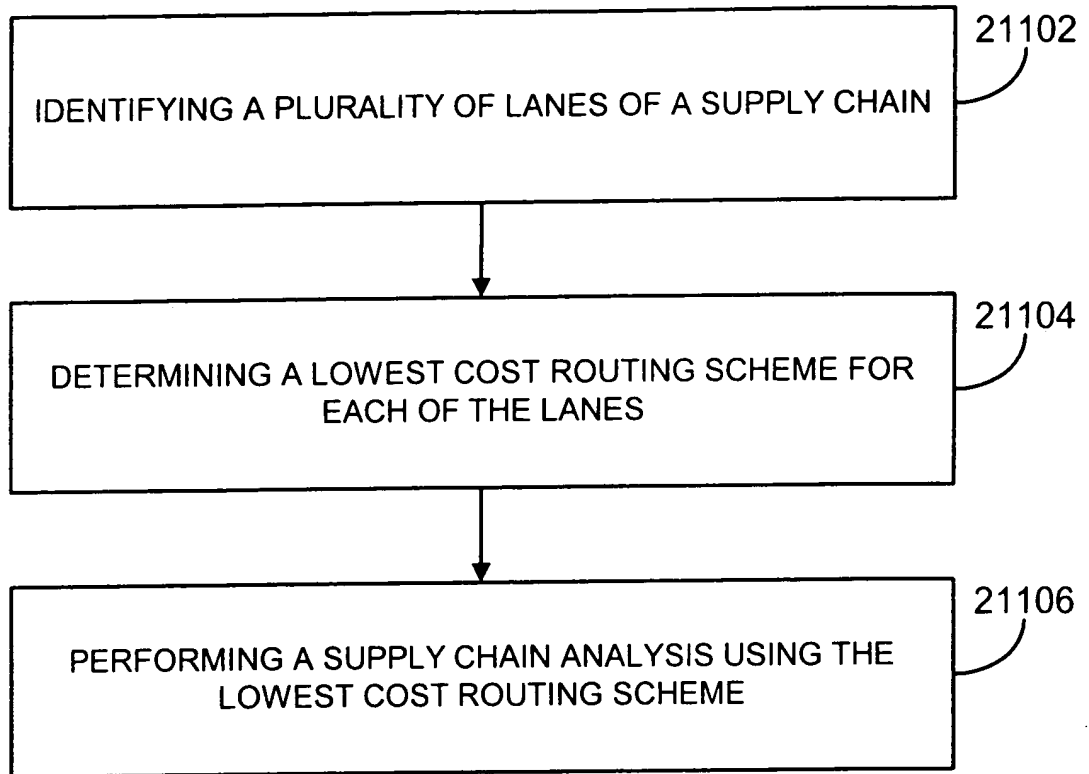 21102
IDENTIFYING A PLURALITY OF LANES OF A SUPPLY CHAIN
21104
DETERMINING A LOWEST COST ROUTING SCHEME FOR
EACH OF THE LANES
21106
PERFORMING A SUPPLY CHAIN ANALYSIS USING THE
LOWEST COST ROUTING SCHEME